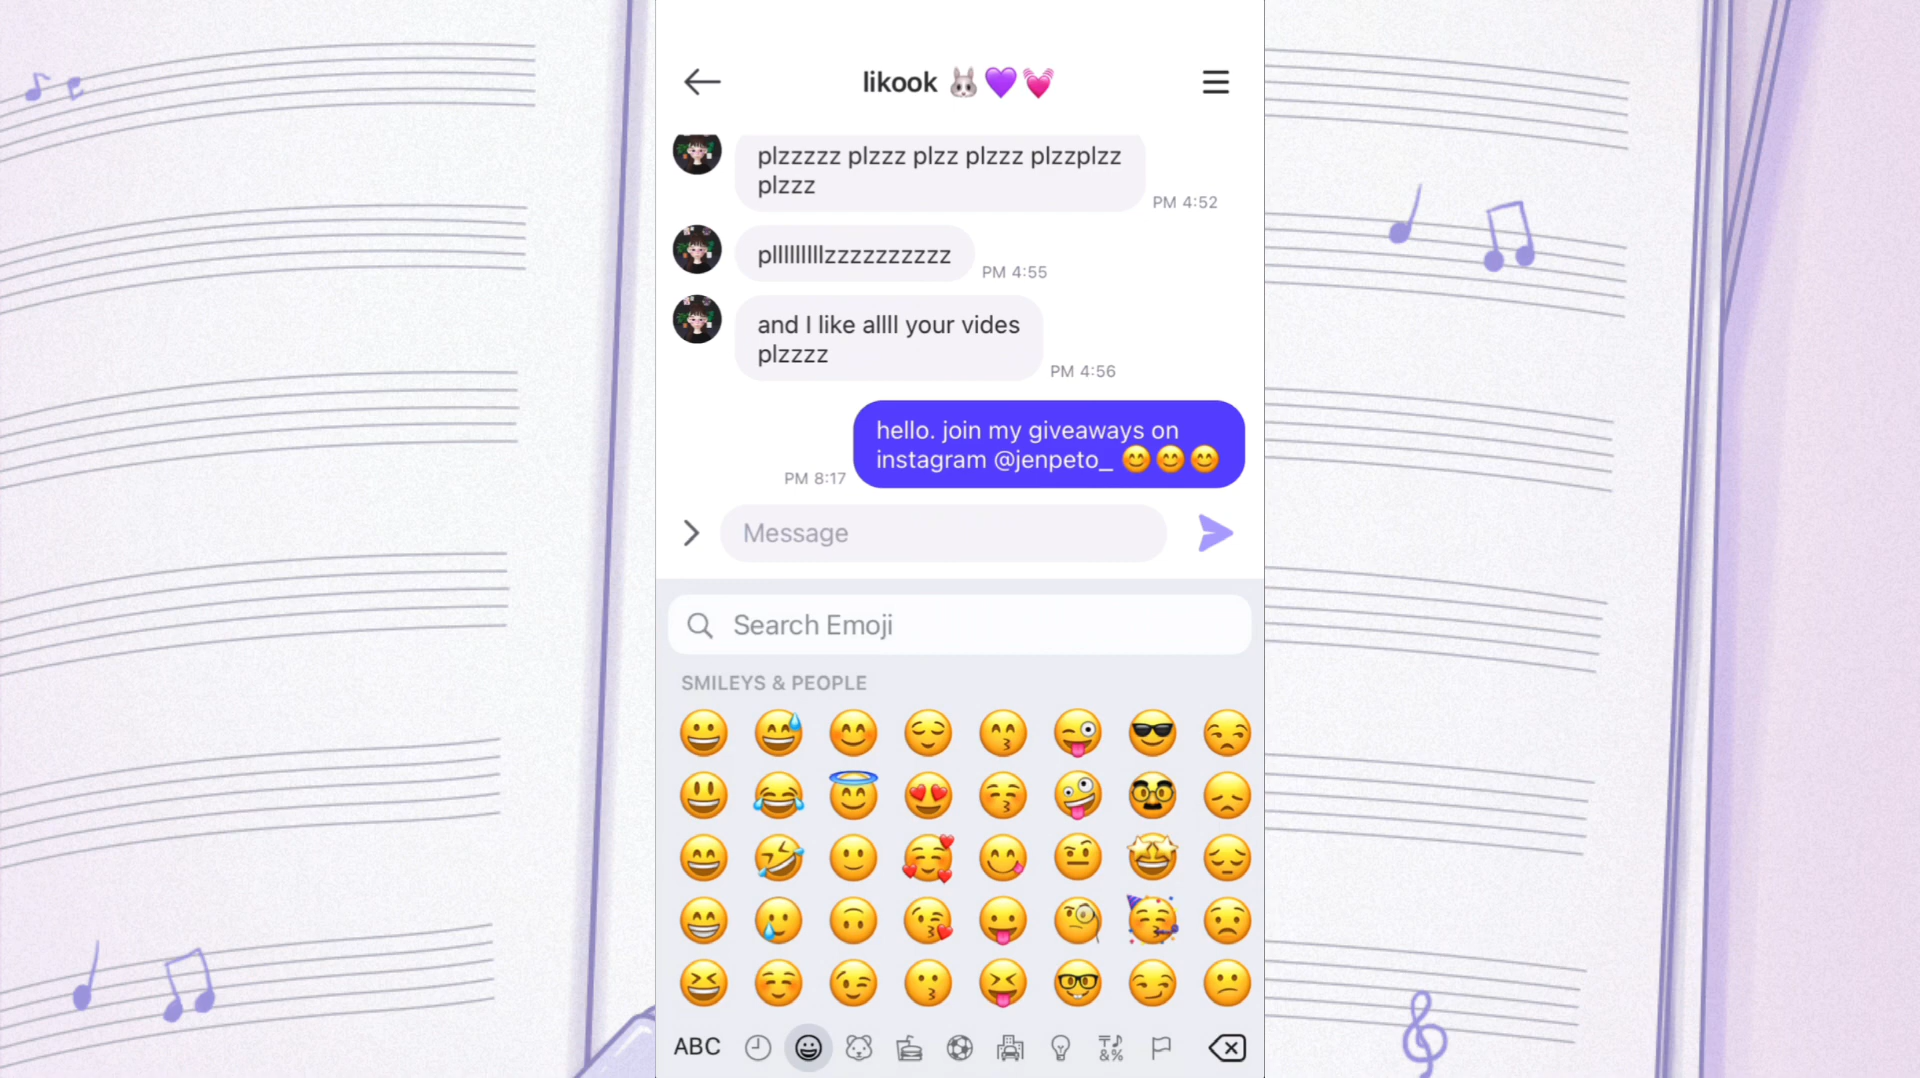 likook 🐰💜💓
plzzzzz plzzz plzz plzzz plzzplzz
plzzz
PM 4:52
plllllllllzzzzzzzzzz
PM 4:55
and I like allll your vides
plzzzz
PM 4:56
hello. join my giveaways on
instagram @jenpeto_ 😊😊😊
PM 8:17
Message
Search Emoji
SMILEYS & PEOPLE
ABC